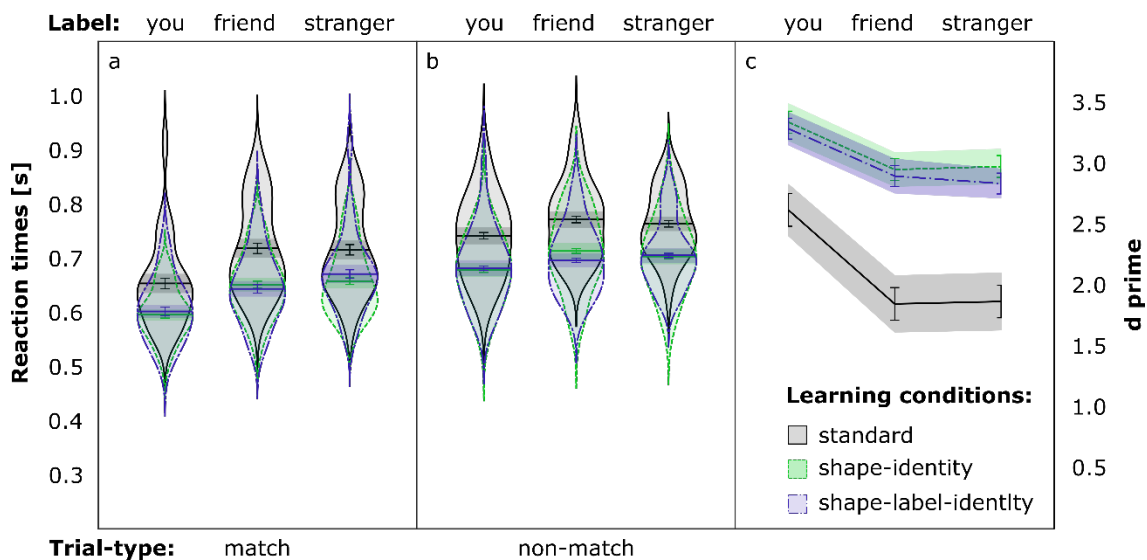 Label: you friend stranger you friend stranger you friend stranger
a b c
1.0
0.9
0.8
0.7
0.6
0.5
0.4
0.3
Reaction times [s]
3.5
3.0
2.5
2.0
1.5
1.0
0.5
d prime
Learning conditions:
standard
shape-identity
shape-label-identIty
Trial-type: match non-match